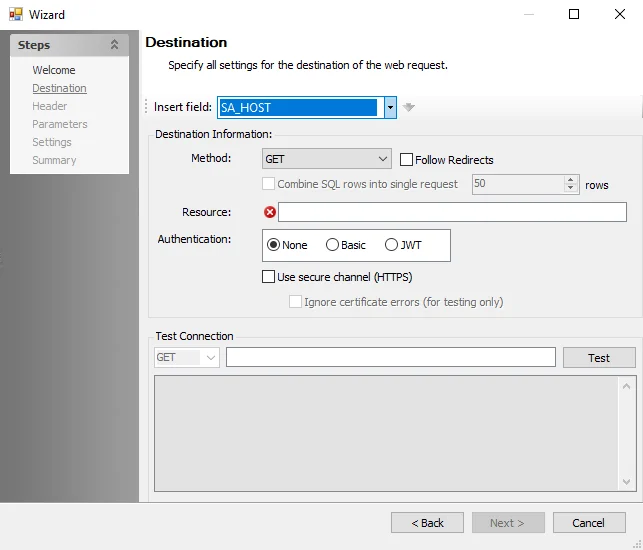 Wizard
Steps
Welcome
Destination
Header
Parameters
Settings
Summary
Destination
Specify all settings for the destination of the web request.
Insert field: SA_HOST
Destination Information:
Method: GET Follow Redirects
Combine SQL rows into single request 50 rows
Resource:
Authentication: None Basic JWT
Use secure channel (HTTPS)
Ignore certificate errors (for testing only)
Test Connection
GET Test
< Back Next > Cancel